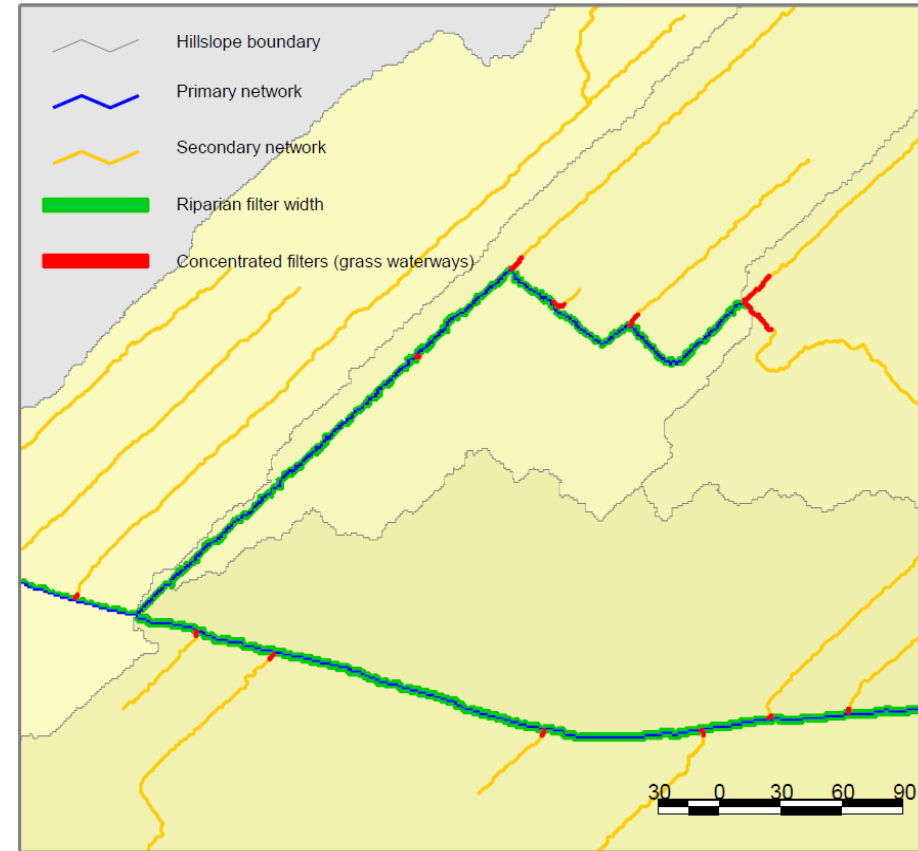 Hillslope boundary
Primary network
Secondary network
Riparian filter width
Concentrated filters (grass waterways)
30 0 30 60 90